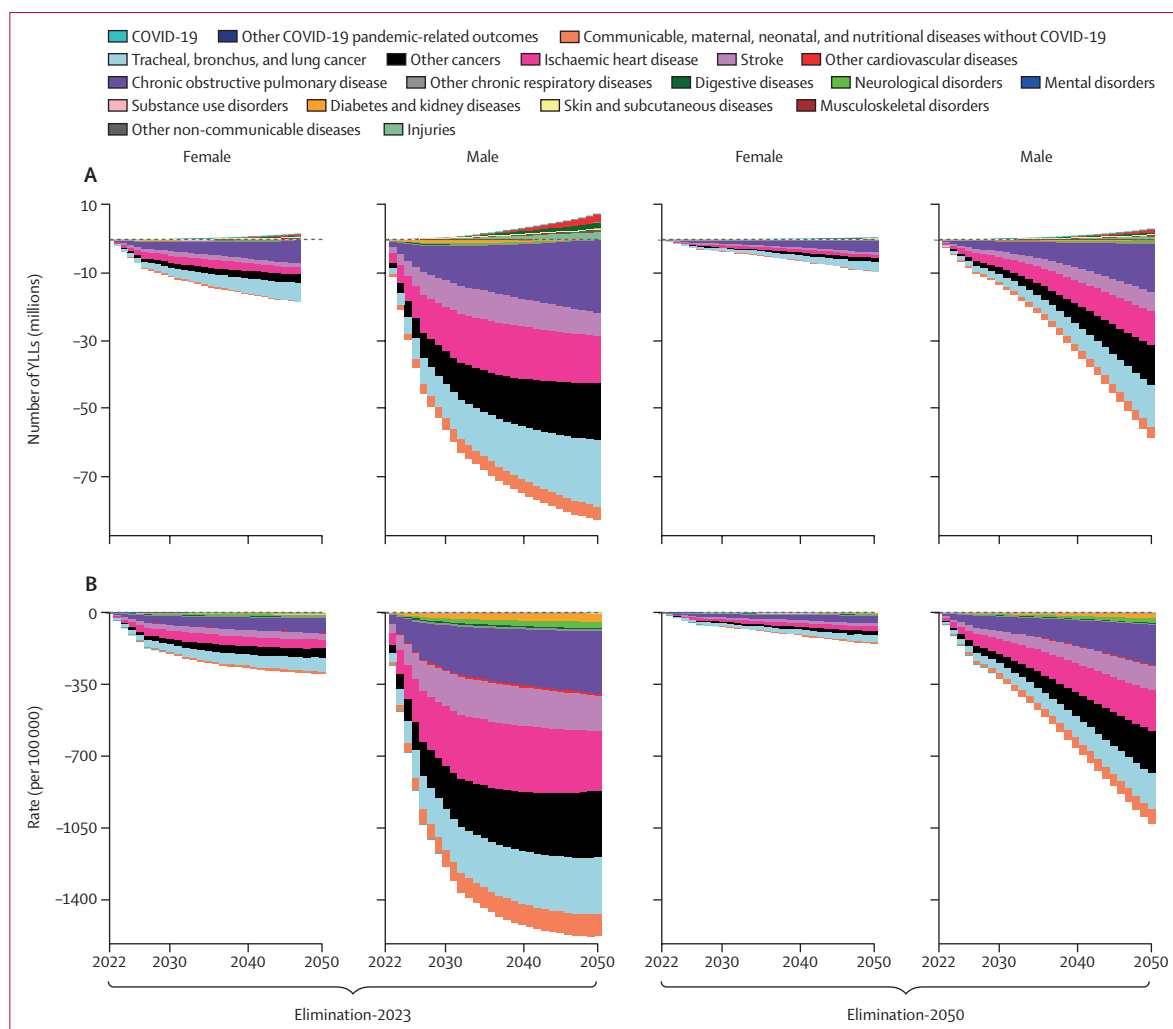 COVID-19 Other COVID-19 pandemic-related outcomes Communicable, maternal, neonatal, and nutritional diseases without COVID-19
Tracheal, bronchus, and lung cancer Other cancers Ischaemic heart disease Stroke Other cardiovascular diseases
Chronic obstructive pulmonary disease Other chronic respiratory diseases Digestive diseases Neurological disorders Mental disorders
Substance use disorders Diabetes and kidney diseases Skin and subcutaneous diseases Musculoskeletal disorders
Other non-communicable diseases Injuries
Female Male Female Male
A
10
0
–10
–30
–50
–70
Number of YLLs (millions)
B
0
–350
–700
–1050
–1400
Rate (per 100 000)
2022 2030 2040 2050 2022 2030 2040 2050 2022 2030 2040 2050 2022 2030 2040 2050
Elimination-2023 Elimination-2050